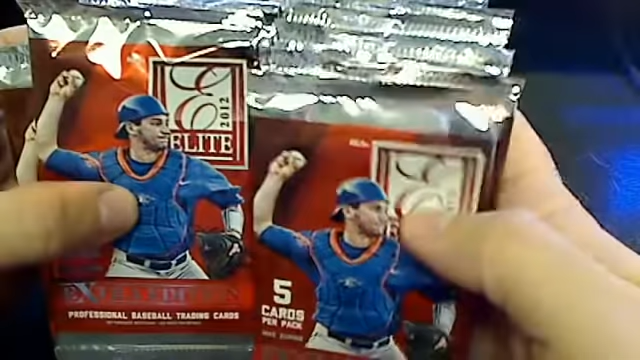 E
E
2012
ELITE
EXTRA EDITION
PROFESSIONAL BASEBALL TRADING CARDS
5
CARDS
PER PACK